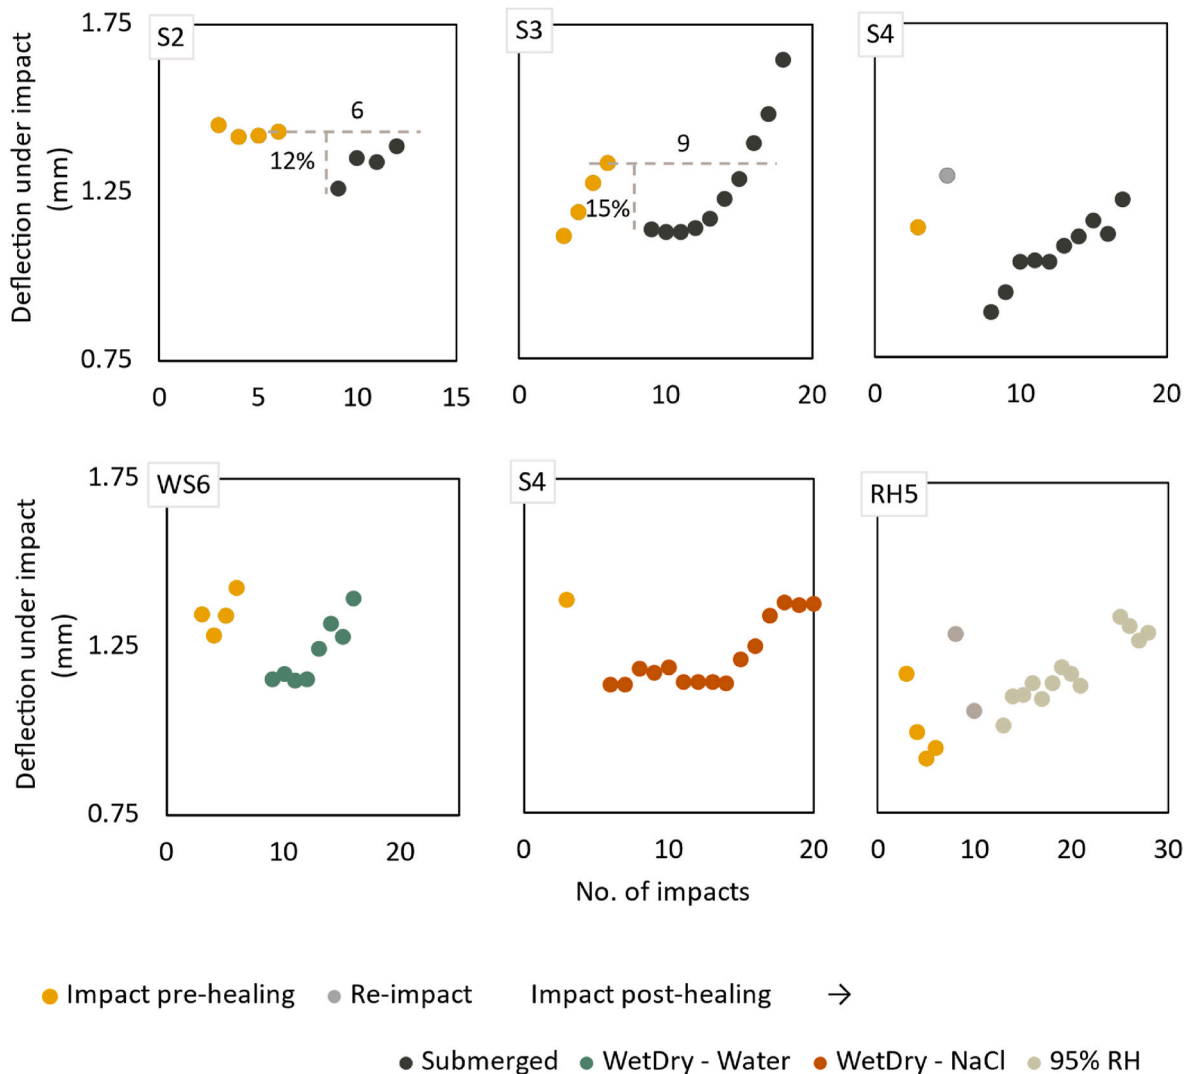 1.75
S2
S3
S4
Deflection under impact
(mm)
6
12%
9
15%
1.25
0.75
0 5 10 15
0 10 20
0 10 20
1.75
WS6
S4
RH5
Deflection under impact
(mm)
1.25
0.75
0 10 20
0 10 20
0 10 20 30
No. of impacts
Impact pre-healing Re-impact Impact post-healing →
Submerged WetDry - Water WetDry - NaCl 95% RH